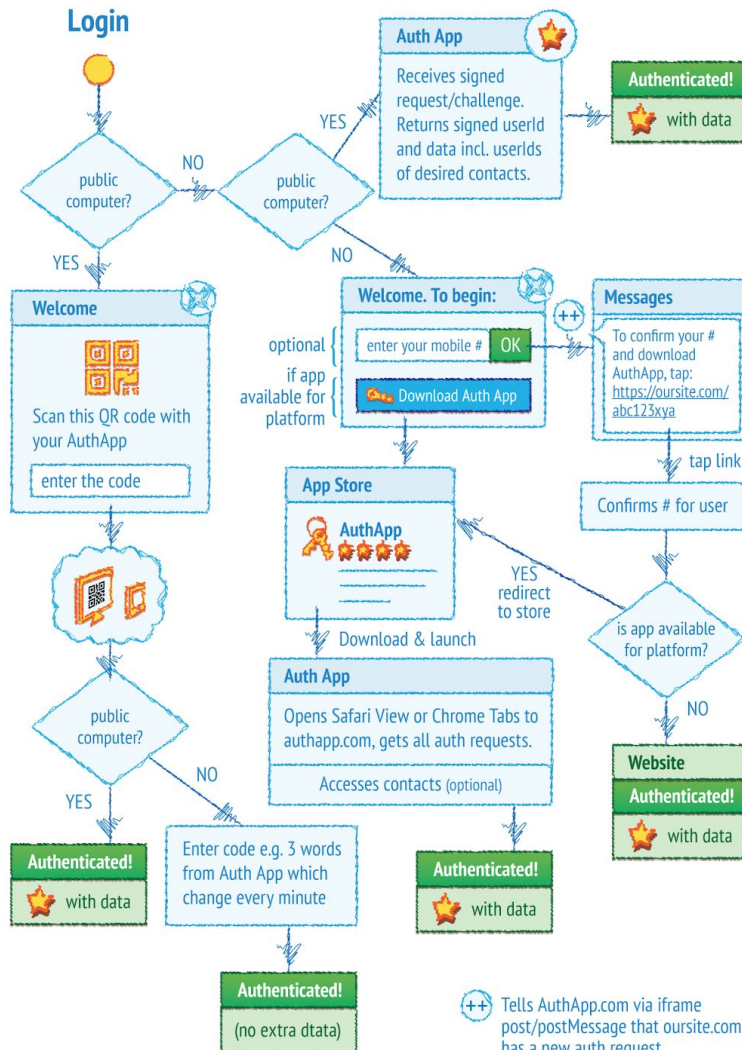 Login
public
computer?
NO
public
computer?
YES
Auth App
Receives signed
request/challenge.
Returns signed userId
and data incl. userIds
of desired contacts.
Authenticated!
with data
YES
NO
Welcome
Scan this QR code with
your AuthApp
enter the code
Welcome. To begin:
optional
enter your mobile #
OK
if app
available for
platform
Download Auth App
++
Messages
To confirm your #
and download
AuthApp, tap:
https://oursite.com/
abc123xya
tap link
Confirms # for user
App Store
AuthApp
YES
redirect
to store
is app available
for platform?
Download & launch
NO
public
computer?
Auth App
Opens Safari View or Chrome Tabs to
authapp.com, gets all auth requests.
Accesses contacts (optional)
Website
Authenticated!
with data
YES
NO
Authenticated!
with data
Enter code e.g. 3 words
from Auth App which
change every minute
Authenticated!
with data
Authenticated!
(no extra dtata)
++ Tells AuthApp.com via iframe
post/postMessage that oursite.com
has a new auth request